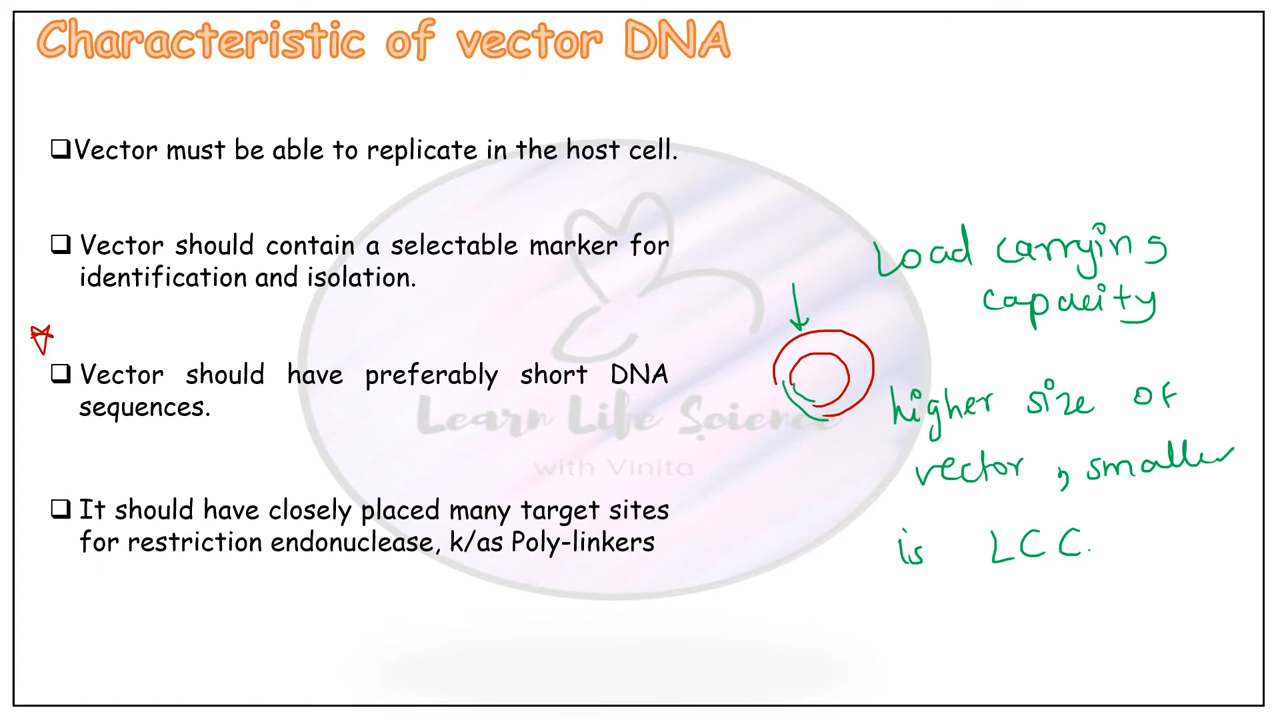 Characteristic of vector DNA
❑Vector must be able to replicate in the host cell.
❑ Vector should contain a selectable marker for
identification and isolation.
❑ Vector should have preferably short DNA
sequences.
❑ It should have closely placed many target sites
for restriction endonuclease, k/as Poly-linkers
Load carrying
capacity
higher size of
vector, smaller
is LCC.
Learn Life Science
with Vinita